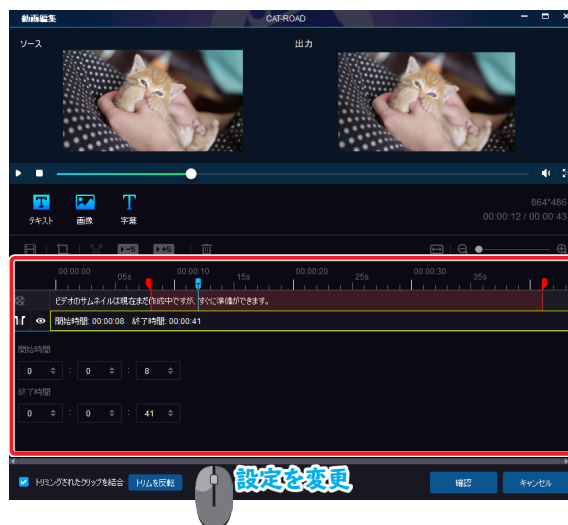 動画編集
CAT-ROAD
ソース
出力
テキスト
画像
字幕
864*486
00:00:12 / 00:00:43
-5
+5
00:00:00
05s
00:00:10
15s
00:00:20
25s
00:00:30
35s
ビデオのサムネイルは現在まだ作成中ですが、すぐに準備ができます。
開始時間: 00:00:08 終了時間: 00:00:41
開始時間
0 : 0 : 8
終了時間
0 : 0 : 41
トリミングされたクリップを結合
トリムを反転
設定を変更
確認
キャンセル